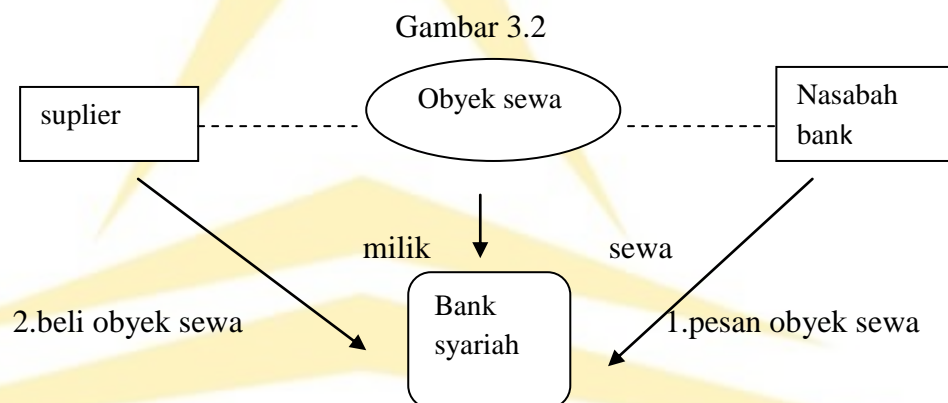 Gambar 3.2
suplier
Obyek sewa
Nasabah
bank
milik
sewa
2.beli obyek sewa
Bank
syariah
1.pesan obyek sewa